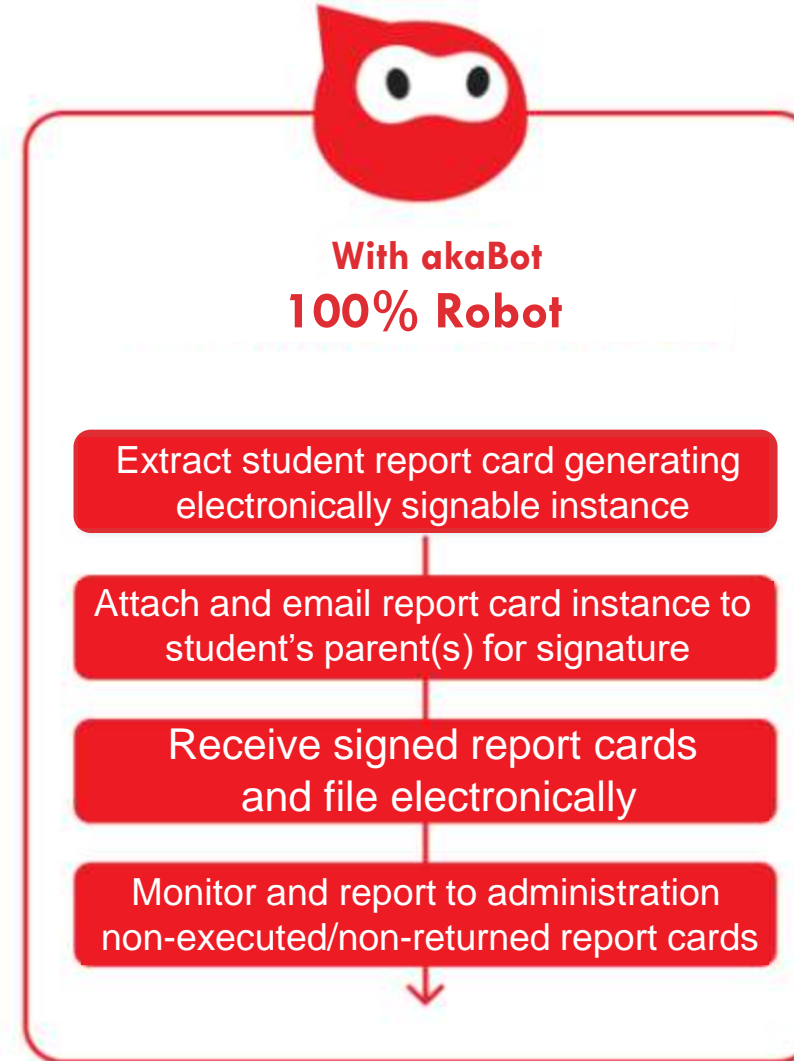 With akaBot
100% Robot
Extract student report card generating
electronically signable instance
Attach and email report card instance to
student’s parent(s) for signature
Receive signed report cards
and file electronically
Monitor and report to administration
non-executed/non-returned report cards